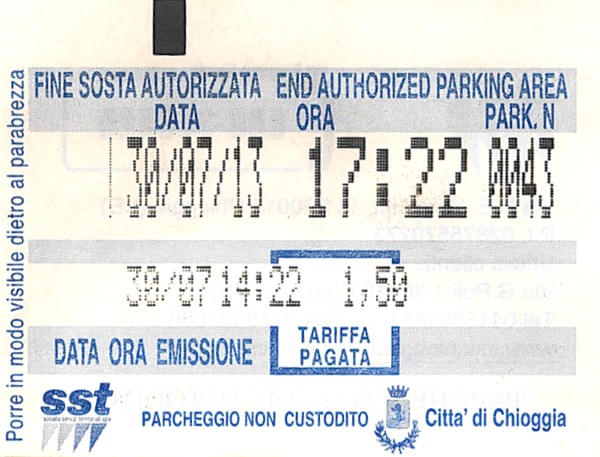 Porre in modo visibile dietro al parabrezza
FINE SOSTA AUTORIZZATA END AUTHORIZED PARKING AREA
DATA ORA PARK. N
30/07/13 17:22 0043
30/07 14:22 1.50
DATA ORA EMISSIONE TARIFFA PAGATA
sst
PARCHEGGIO NON CUSTODITO Citta' di Chioggia